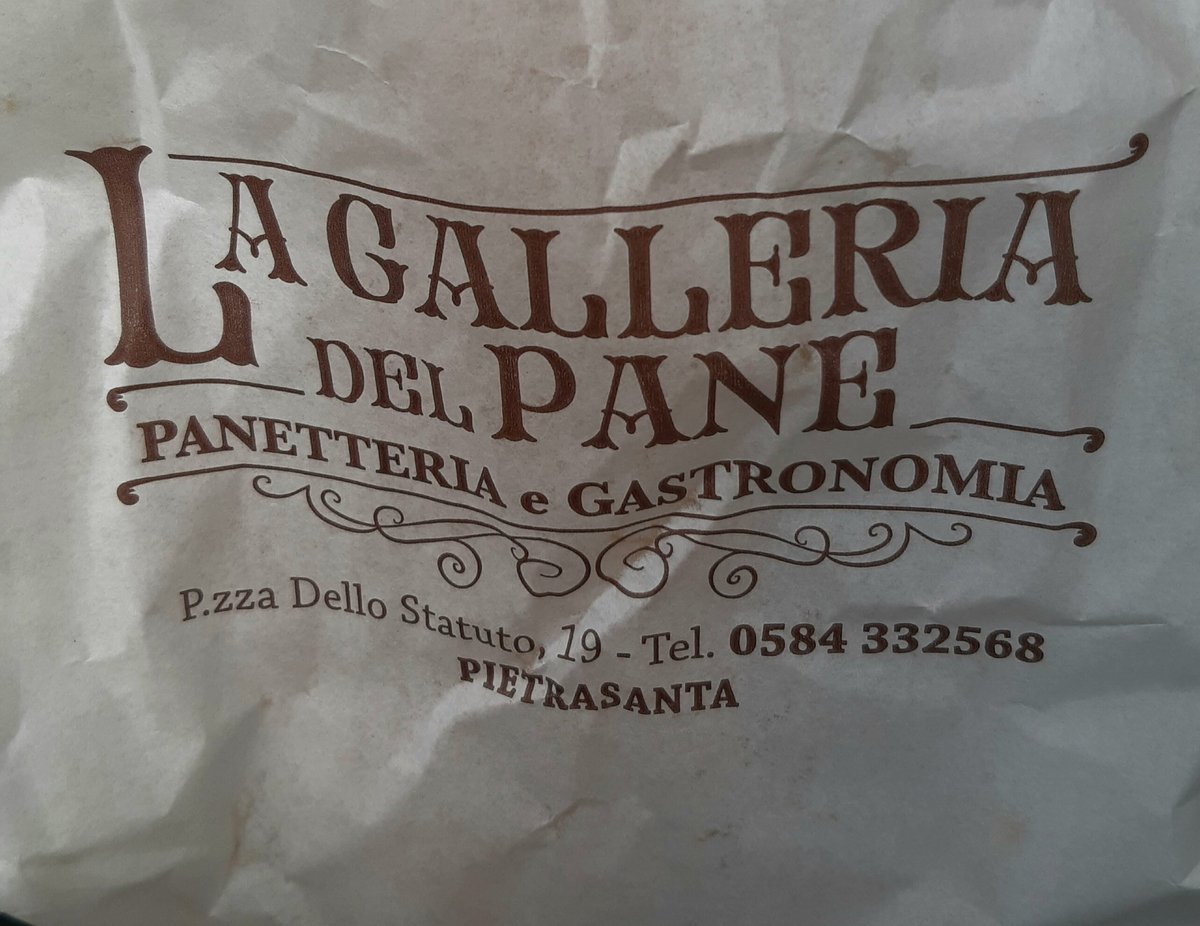 LA GALLERIA
DEL PANE
PANETTERIA e GASTRONOMIA
P.zza Dello Statuto, 19 - Tel. 0584 332568
PIETRASANTA